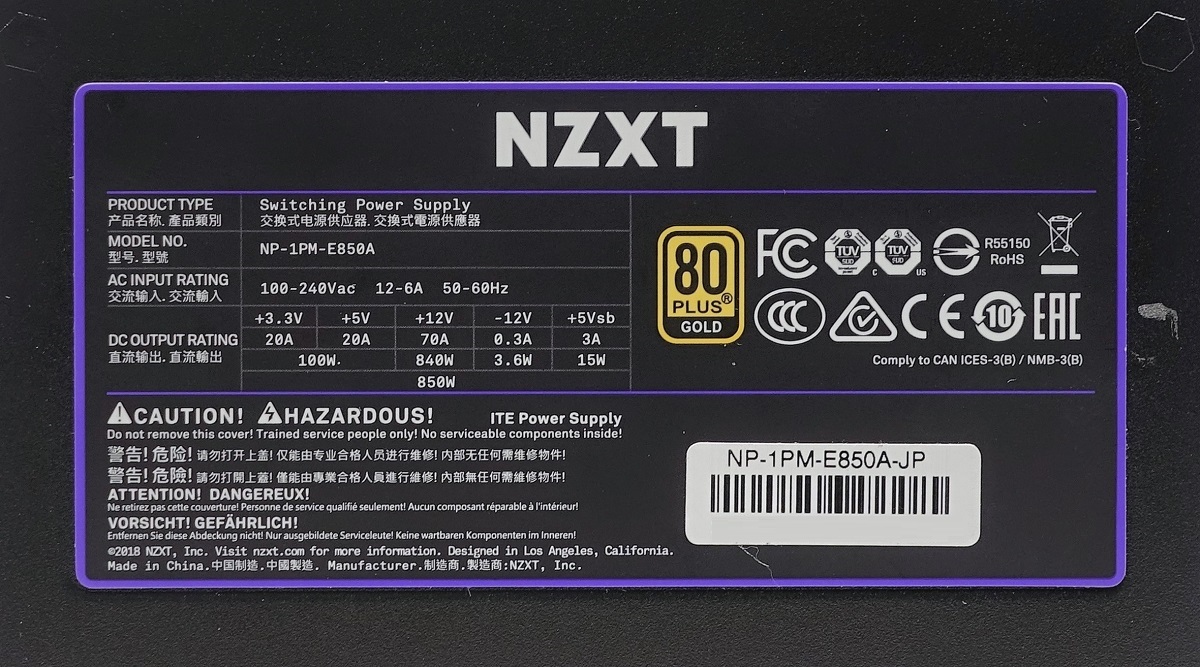 NZXT
PRODUCT TYPE
产品名称. 產品類別
Switching Power Supply
交换式电源供应器. 交換式電源供應器
MODEL NO.
型号. 型號
NP-1PM-E850A
AC INPUT RATING
交流输入. 交流輸入
100-240Vac 12-6A 50-60Hz
DC OUTPUT RATING
直流输出. 直流輸出
+3.3V +5V +12V -12V +5Vsb
20A 20A 70A 0.3A 3A
100W 840W 3.6W 15W
850W
80
PLUS®
GOLD
FC
TÜV
SÜD
TÜV
SÜD
C US
R55150
RoHS
CCC
CE
10
EAC
Comply to CAN ICES-3(B) / NMB-3(B)
CAUTION! HAZARDOUS! ITE Power Supply
Do not remove this cover! Trained service people only! No serviceable components inside!
警告! 危险! 请勿打开上盖! 仅能由专业合格人员进行维修! 内部无任何需维修物件!
警告! 危險! 請勿打開上蓋! 僅能由專業合格人員進行維修! 內部無任何需維修物件!
ATTENTION! DANGEREUX!
Ne retirez pas cette couverture! Personne de service qualifié seulement! Aucun composant réparable à l'intérieur!
VORSICHT! GEFÄHRLICH!
Entfernen Sie diese Abdeckung nicht! Nur ausgebildete Serviceleute! Keine wartbaren Komponenten im Inneren!
©2018 NZXT, Inc. Visit nzxt.com for more information. Designed in Los Angeles, California.
Made in China.中国制造.中國製造. Manufacturer.制造商.製造商:NZXT, Inc.
NP-1PM-E850A-JP